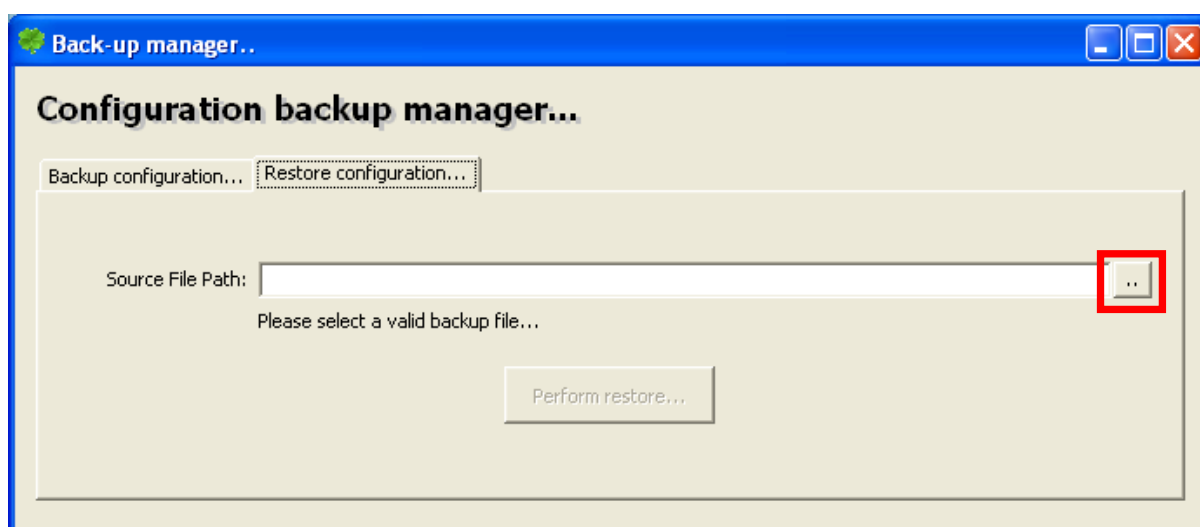 Back-up manager..
Configuration backup manager...
Backup configuration... Restore configuration...
Source File Path: ..
Please select a valid backup file...
Perform restore...